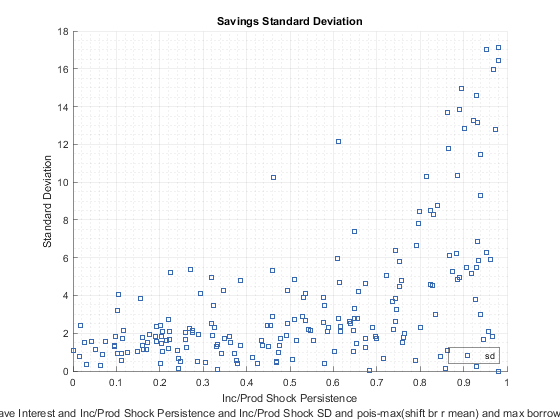 Savings Standard Deviation
18
16
14
12
10
8
6
4
2
0
Standard Deviation
sd
0 0.1 0.2 0.3 0.4 0.5 0.6 0.7 0.8 0.9 1
Inc/Prod Shock Persistence
ave Interest and Inc/Prod Shock Persistence and Inc/Prod Shock SD and pois-max(shift br r mean) and max borrow